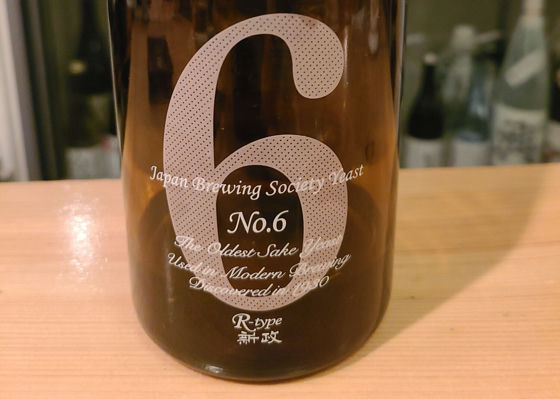 6
Japan Brewing Society Yeast
No.6
The Oldest Sake Yeast
Used in Modern Brewing
Discovered in 1930
R-type
新政